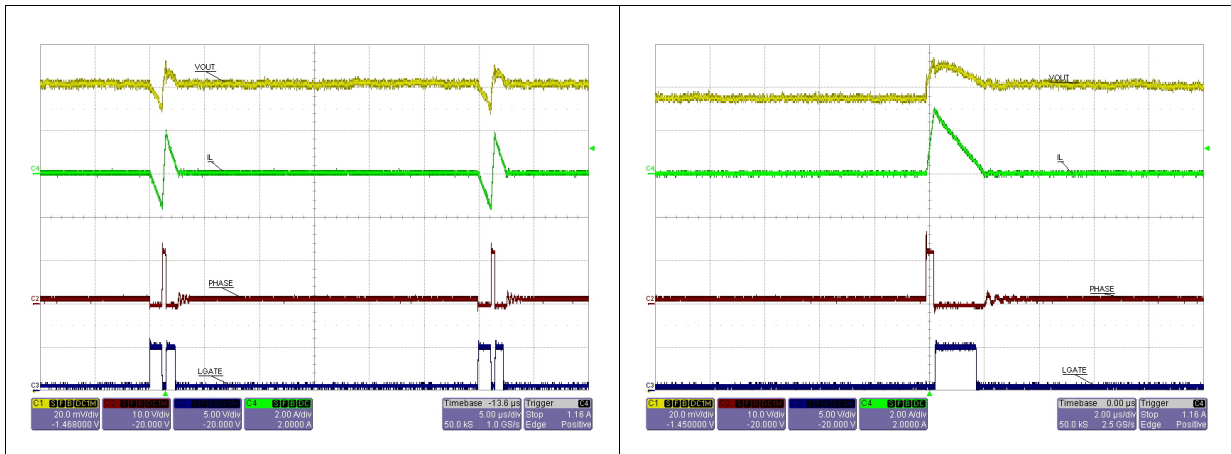 VOUT
C4
IL
C2
PHASE
LGATE
C3
C1 S F B DC1M
20.0 mV/div
-1.468000 V
10.0 V/div
-20.000 V
5.00 V/div
-20.000 V
C4 S F B DC
2.00 A/div
2.0000 A
Timebase -13.6 µs
5.00 µs/div
50.0 kS 1.0 GS/s
Trigger C4
Stop 1.16 A
Edge Positive
VOUT
C4
IL
PHASE
C2
LGATE
C3
C1 S F B DC1M
20.0 mV/div
-1.450000 V
10.0 V/div
-20.000 V
5.00 V/div
-20.000 V
C4 S F B DC
2.00 A/div
2.0000 A
Timebase 0.00 µs
2.00 µs/div
50.0 kS 2.5 GS/s
Trigger C4
Stop 1.16 A
Edge Positive